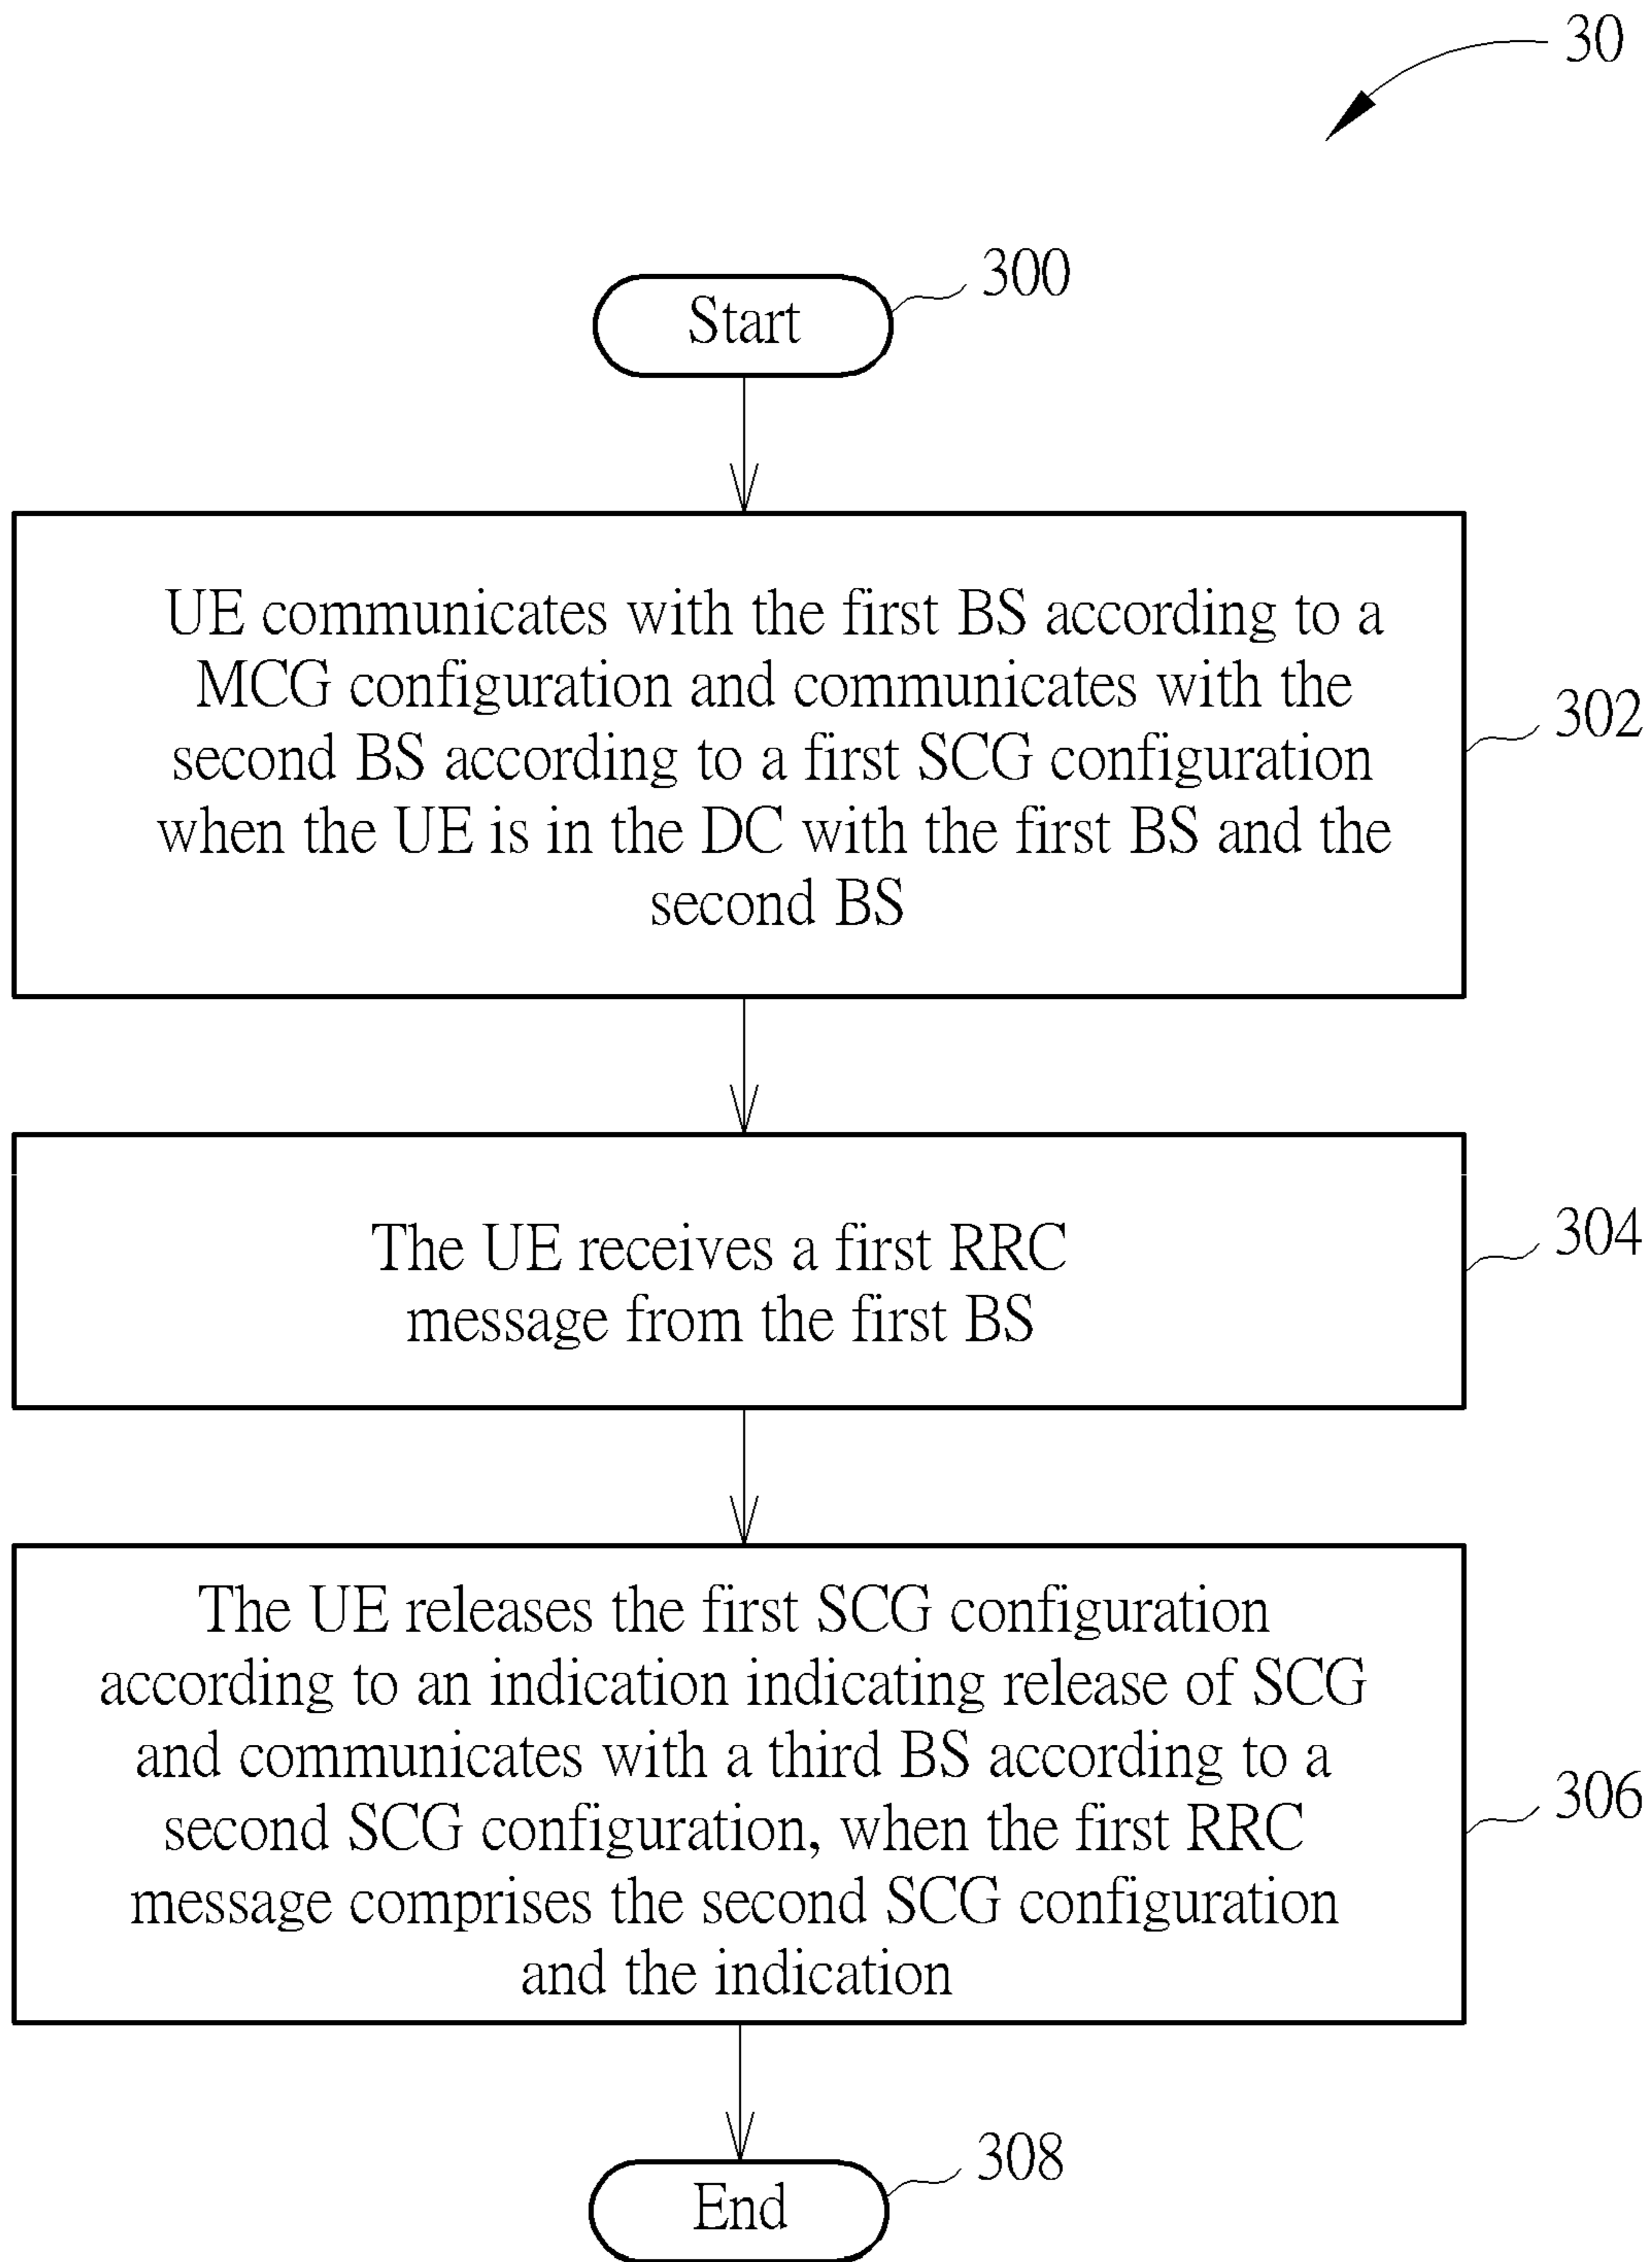 30
Start
300
UE communicates with the first BS according to a
MCG configuration and communicates with the
second BS according to a first SCG configuration
when the UE is in the DC with the first BS and the
second BS
302
The UE receives a first RRC
message from the first BS
304
The UE releases the first SCG configuration
according to an indication indicating release of SCG
and communicates with a third BS according to a
second SCG configuration, when the first RRC
message comprises the second SCG configuration
and the indication
306
End
308